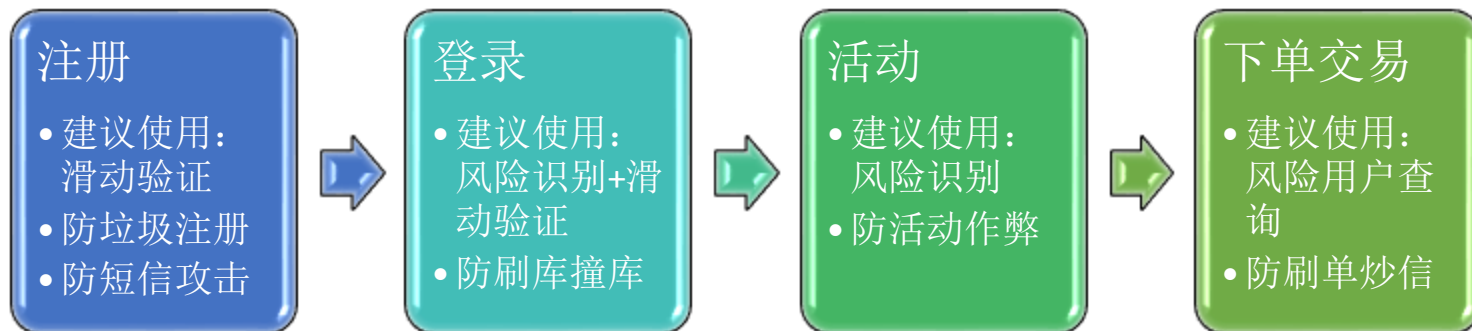 注册
• 建议使用：
滑动验证
• 防垃圾注册
• 防短信攻击
登录
• 建议使用：
风险识别+滑
动验证
• 防刷库撞库
活动
• 建议使用：
风险识别
• 防活动作弊
下单交易
• 建议使用：
风险用户查
询
• 防刷单炒信